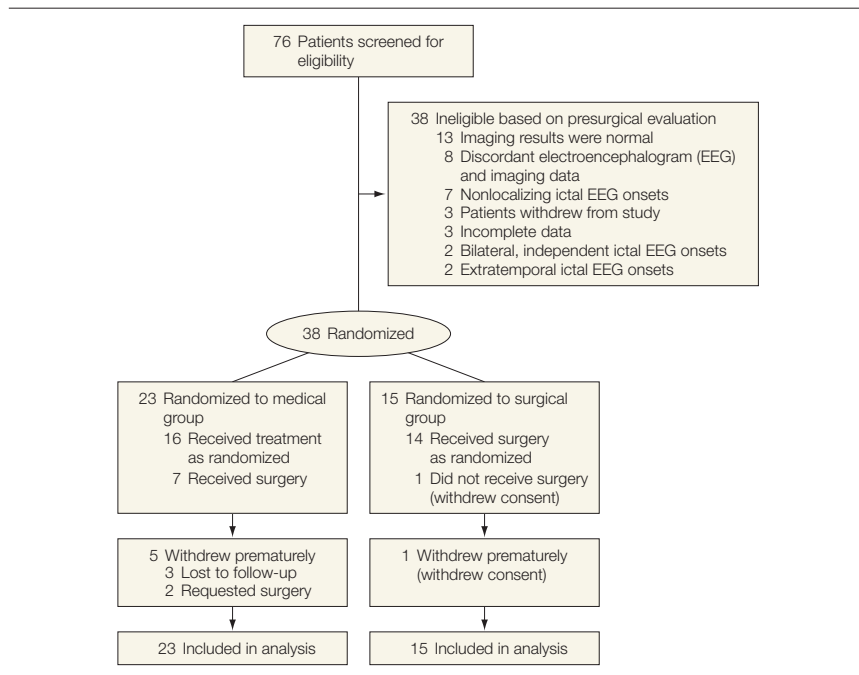 76 Patients screened for
eligibility
38 Ineligible based on presurgical evaluation
13 Imaging results were normal
8 Discordant electroencephalogram (EEG)
and imaging data
7 Nonlocalizing ictal EEG onsets
3 Patients withdrew from study
3 Incomplete data
2 Bilateral, independent ictal EEG onsets
2 Extratemporal ictal EEG onsets
38 Randomized
23 Randomized to medical
group
16 Received treatment
as randomized
7 Received surgery
15 Randomized to surgical
group
14 Received surgery
as randomized
1 Did not receive surgery
(withdrew consent)
5 Withdrew prematurely
3 Lost to follow-up
2 Requested surgery
1 Withdrew prematurely
(withdrew consent)
23 Included in analysis
15 Included in analysis